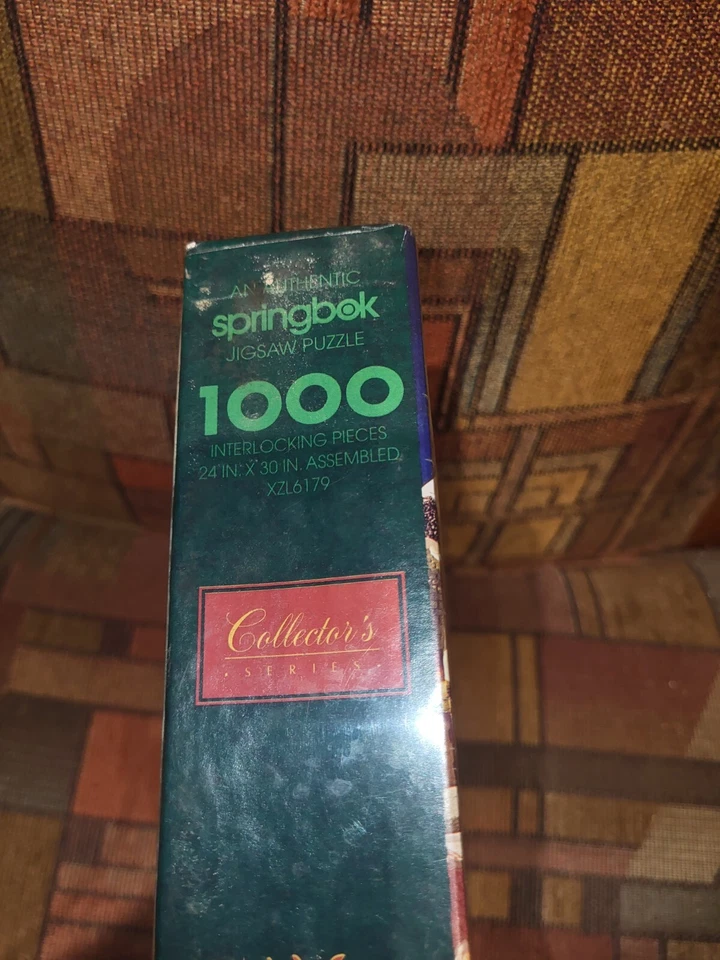 AN AUTHENTIC
springbok
JIGSAW PUZZLE
1000
INTERLOCKING PIECES
24 IN. X 30 IN. ASSEMBLED
XZL6179
Collector's
• SERIES •